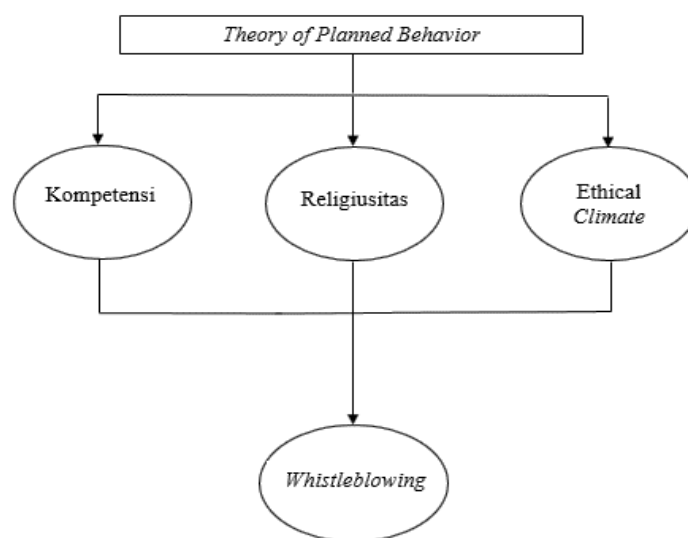 Theory of Planned Behavior
Kompetensi
Religiusitas
Ethical
Climate
Whistleblowing